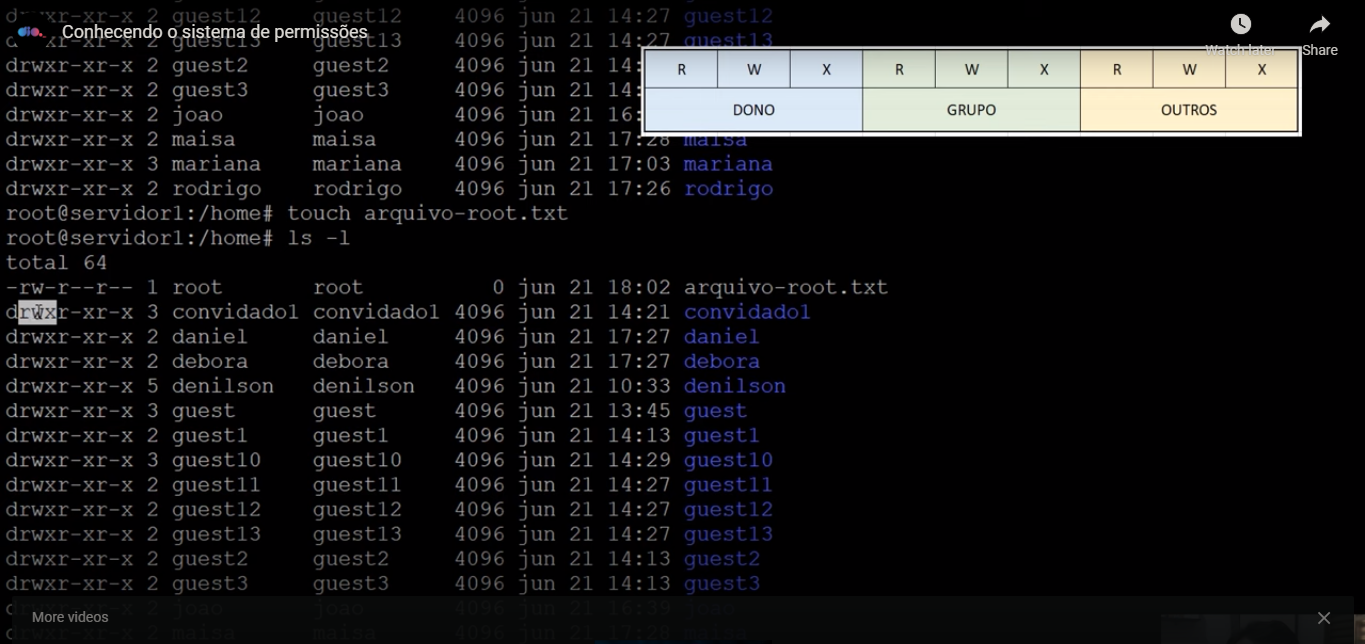 Conhecendo o sistema de permissões
Watch later
Share
R W X R W X R W X
DONO GRUPO OUTROS
guest12 guest12 4096 jun 21 14:27 guest12
xr-x 2 guest13 guest13 4096 jun 21 14:27 guest13
drwxr-xr-x 2 guest2 guest2 4096 jun 21 14:
drwxr-xr-x 2 guest3 guest3 4096 jun 21 14:
drwxr-xr-x 2 joao joao 4096 jun 21 16:
drwxr-xr-x 2 maisa maisa 4096 jun 21 17:28 maisa
drwxr-xr-x 3 mariana mariana 4096 jun 21 17:03 mariana
drwxr-xr-x 2 rodrigo rodrigo 4096 jun 21 17:26 rodrigo
root@servidor1:/home# touch arquivo-root.txt
root@servidor1:/home# ls -l
total 64
-rw-r--r-- 1 root root 0 jun 21 18:02 arquivo-root.txt
drwxr-xr-x 3 convidado1 convidado1 4096 jun 21 14:21 convidado1
drwxr-xr-x 2 daniel daniel 4096 jun 21 17:27 daniel
drwxr-xr-x 2 debora debora 4096 jun 21 17:27 debora
drwxr-xr-x 5 denilson denilson 4096 jun 21 10:33 denilson
drwxr-xr-x 3 guest guest 4096 jun 21 13:45 guest
drwxr-xr-x 2 guest1 guest1 4096 jun 21 14:13 guest1
drwxr-xr-x 3 guest10 guest10 4096 jun 21 14:29 guest10
drwxr-xr-x 2 guest11 guest11 4096 jun 21 14:27 guest11
drwxr-xr-x 2 guest12 guest12 4096 jun 21 14:27 guest12
drwxr-xr-x 2 guest13 guest13 4096 jun 21 14:27 guest13
drwxr-xr-x 2 guest2 guest2 4096 jun 21 14:13 guest2
drwxr-xr-x 2 guest3 guest3 4096 jun 21 14:13 guest3
joao joao 4096 jun 21 16:39 joao
More videos
drwxr-xr-x 2 maisa maisa 4096 jun 21 17:28 maisa